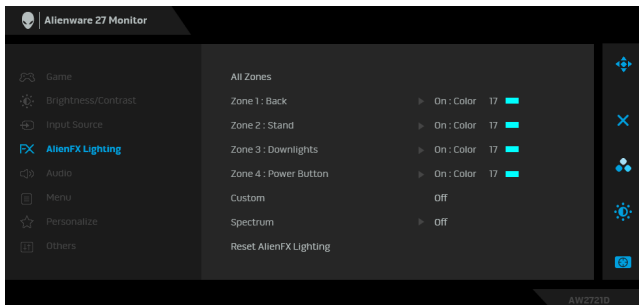 Alienware 27 Monitor
Game
Brightness/Contrast
Input Source
FX AlienFX Lighting
Audio
Menu
Personalize
Others
All Zones
Zone 1 : Back On : Color 17
Zone 2 : Stand On : Color 17
Zone 3 : Downlights On : Color 17
Zone 4 : Power Button On : Color 17
Custom Off
Spectrum Off
Reset AlienFX Lighting
AW2721D